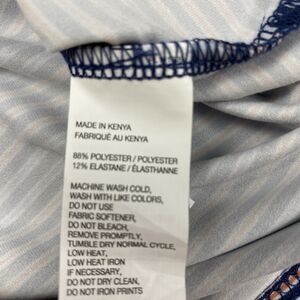 MADE IN KENYA
FABRIQUÉ AU KENYA
88% POLYESTER / POLYESTER
12% ELASTANE / ÉLASTHANNE
MACHINE WASH COLD,
WASH WITH LIKE COLORS,
DO NOT USE
FABRIC SOFTENER,
DO NOT BLEACH,
REMOVE PROMPTLY,
TUMBLE DRY NORMAL CYCLE,
LOW HEAT,
LOW HEAT IRON
IF NECESSARY,
DO NOT DRY CLEAN,
DO NOT IRON PRINTS